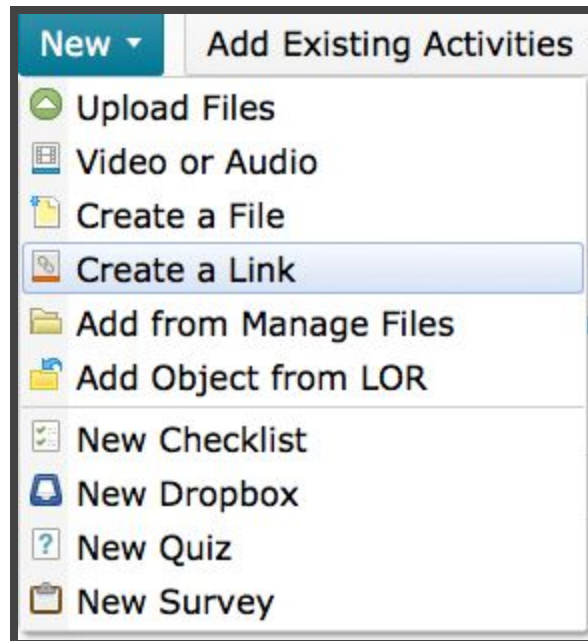 New Add Existing Activities
Upload Files
Video or Audio
Create a File
Create a Link
Add from Manage Files
Add Object from LOR
New Checklist
New Dropbox
New Quiz
New Survey